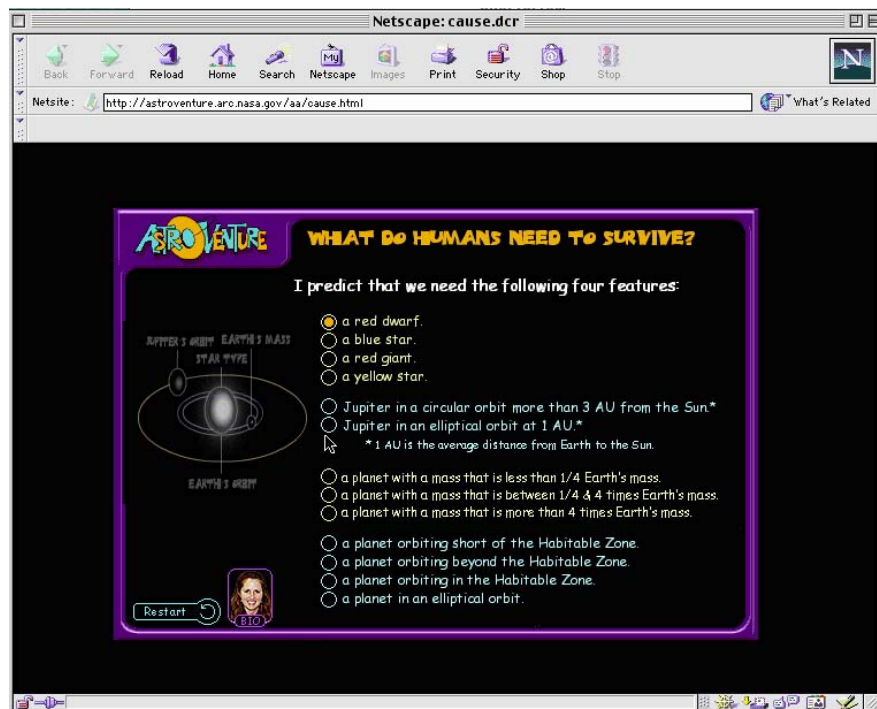 Netscape: cause.dcr
Back Forward Reload Home Search Netscape Images Print Security Shop Stop
My
N
Netsite: http://astroventure.arc.nasa.gov/aa/cause.html What's Related
ASTRO VENTURE
WHAT DO HUMANS NEED TO SURVIVE?
I predict that we need the following four features:
a red dwarf.
a blue star.
a red giant.
a yellow star.
JUPITER'S ORBIT EARTH'S MASS
STAR TYPE
EARTH'S ORBIT
Jupiter in a circular orbit more than 3 AU from the Sun.*
Jupiter in an elliptical orbit at 1 AU.*
* 1 AU is the average distance from Earth to the Sun.
a planet with a mass that is less than 1/4 Earth's mass.
a planet with a mass that is between 1/4 & 4 times Earth's mass.
a planet with a mass that is more than 4 times Earth's mass.
a planet orbiting short of the Habitable Zone.
a planet orbiting beyond the Habitable Zone.
a planet orbiting in the Habitable Zone.
a planet in an elliptical orbit.
Restart
BIO